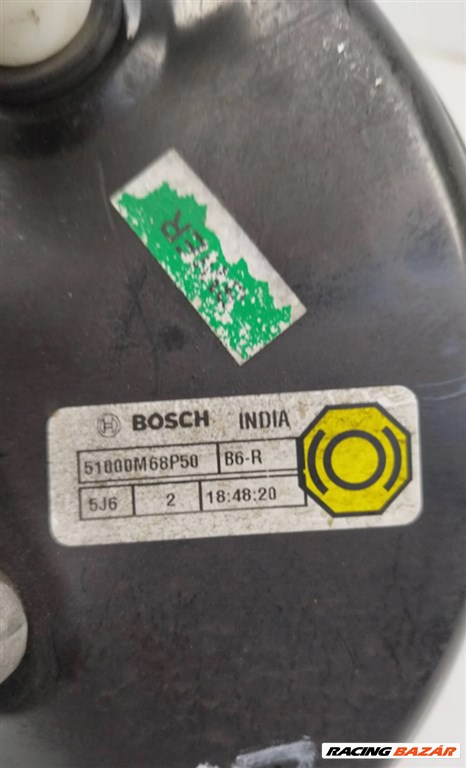 BOSCH INDIA
51000M68P50 B6-R
5J6 2 18:48:20
RACING BAZÁR